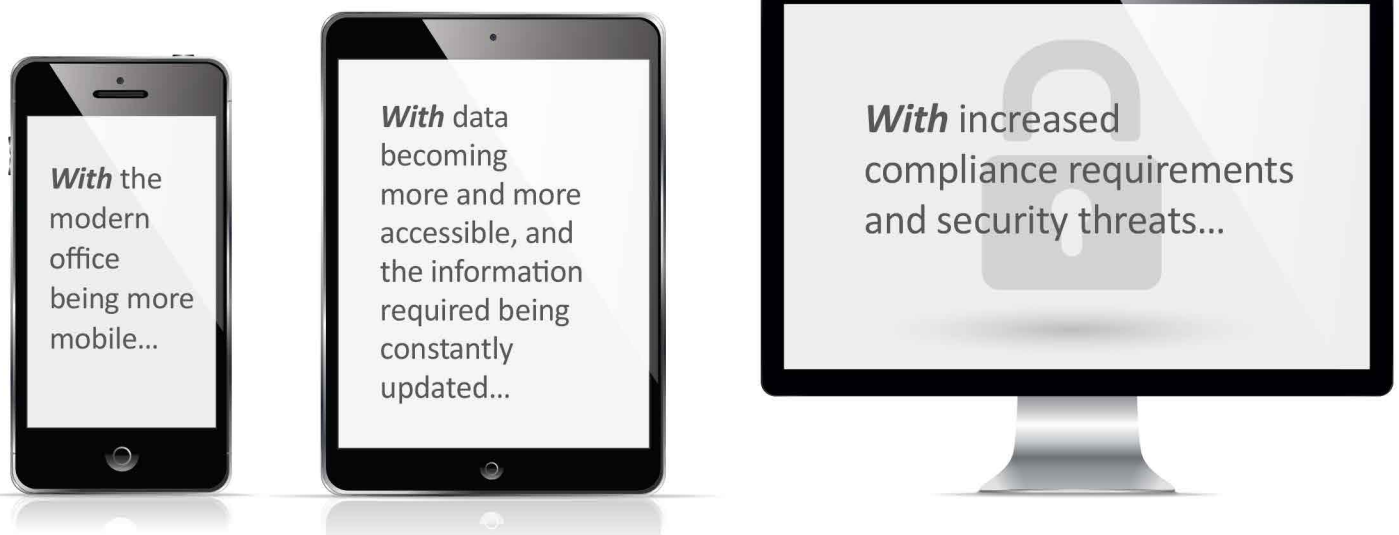 With the
modern
office
being more
mobile...
With data
becoming
more and more
accessible, and
the information
required being
constantly
updated...
With increased
compliance requirements
and security threats...